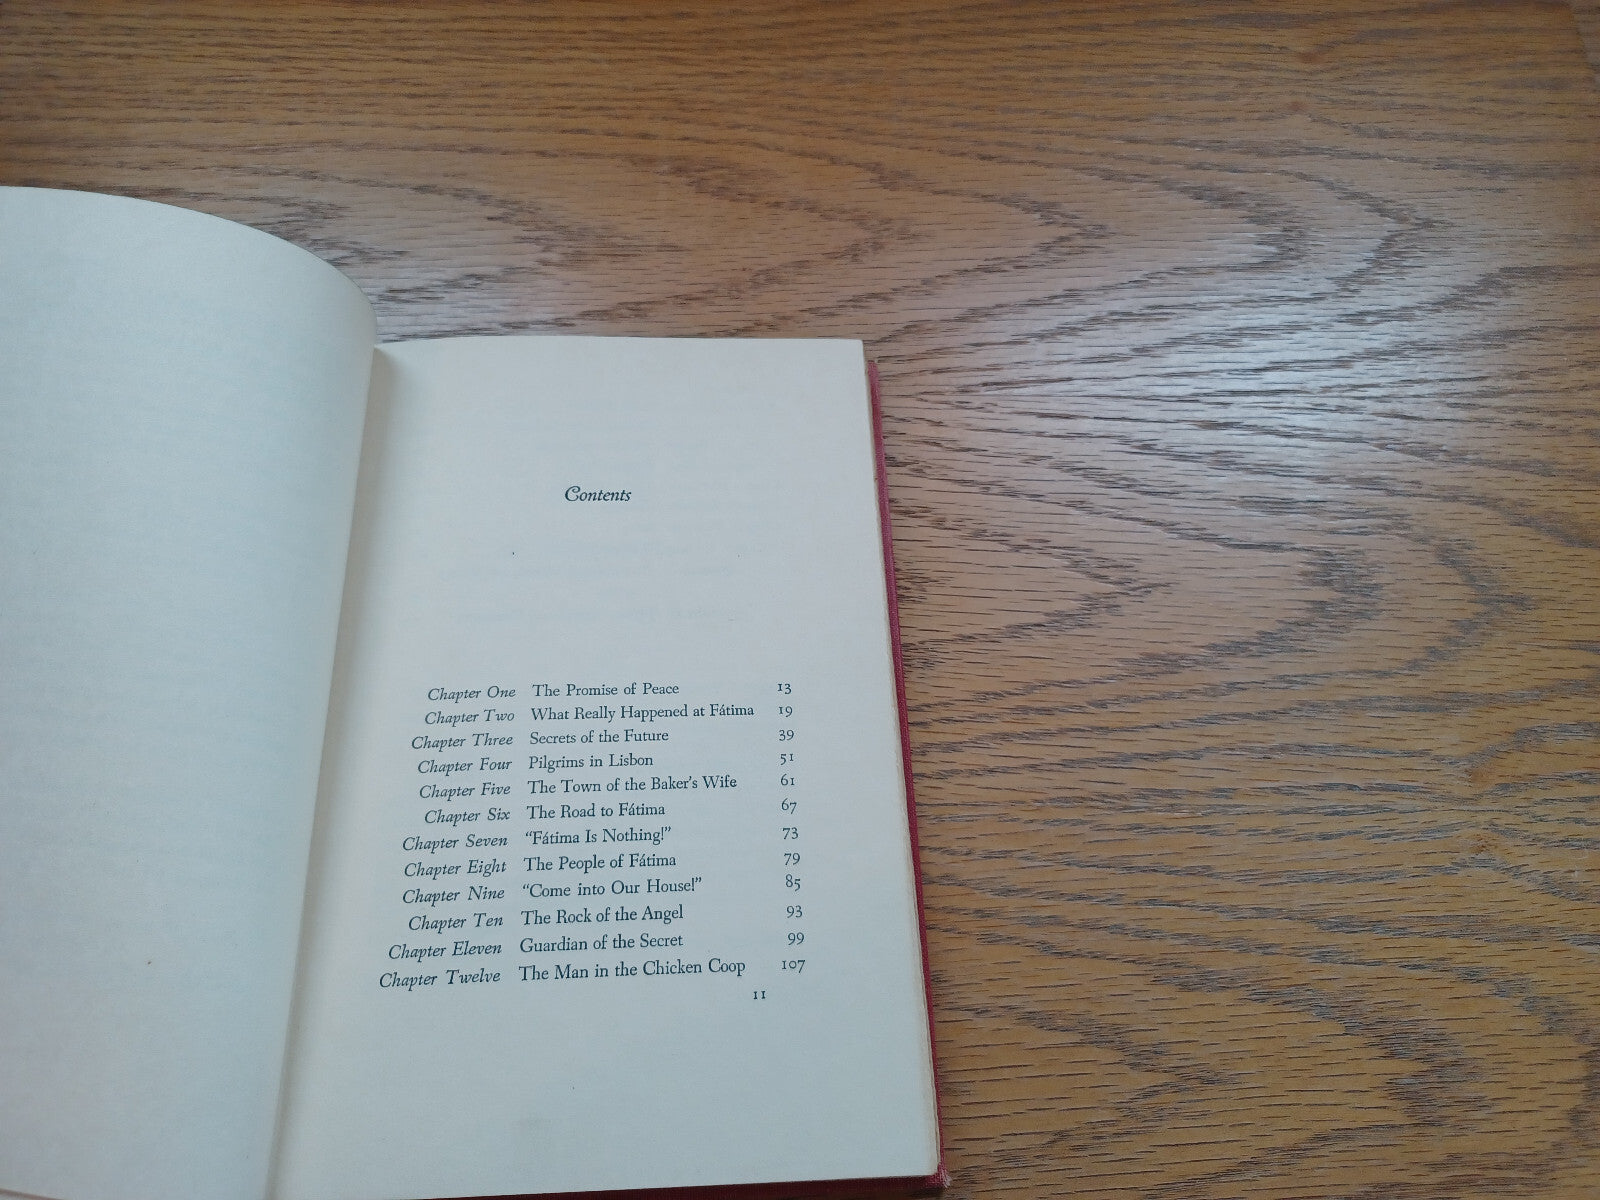 Contents
Chapter One The Promise of Peace 13
Chapter Two What Really Happened at Fátima 19
Chapter Three Secrets of the Future 39
Chapter Four Pilgrims in Lisbon 51
Chapter Five The Town of the Baker's Wife 61
Chapter Six The Road to Fátima 67
Chapter Seven “Fátima Is Nothing!” 73
Chapter Eight The People of Fátima 79
Chapter Nine “Come into Our House!” 85
Chapter Ten The Rock of the Angel 93
Chapter Eleven Guardian of the Secret 99
Chapter Twelve The Man in the Chicken Coop 107
11